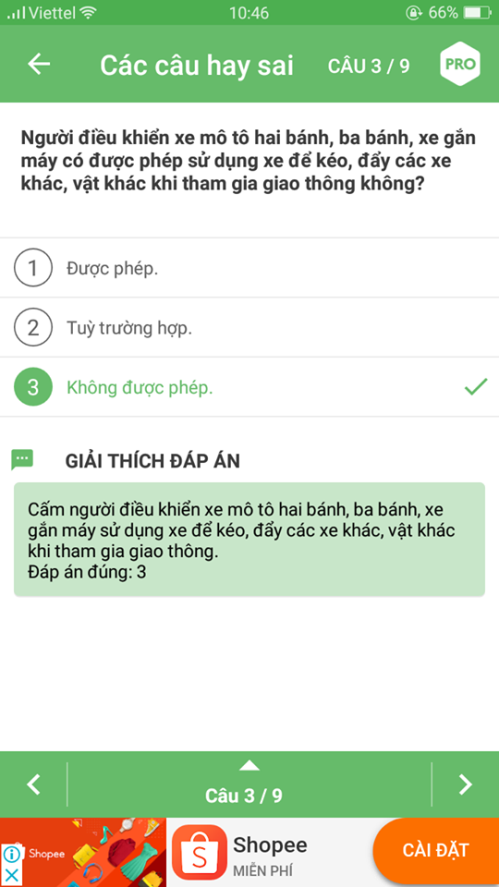 Viettel 10:46 66%
Các câu hay sai CÂU 3 / 9 PRO
Người điều khiển xe mô tô hai bánh, ba bánh, xe gắn
máy có được phép sử dụng xe để kéo, đẩy các xe
khác, vật khác khi tham gia giao thông không?
1 Được phép.
2 Tuỳ trường hợp.
3 Không được phép.
GIẢI THÍCH ĐÁP ÁN
Cấm người điều khiển xe mô tô hai bánh, ba bánh, xe
gắn máy sử dụng xe để kéo, đẩy các xe khác, vật khác
khi tham gia giao thông.
Đáp án đúng: 3
Câu 3 / 9
Shopee
S
Shopee
MIỄN PHÍ
CÀI ĐẶT